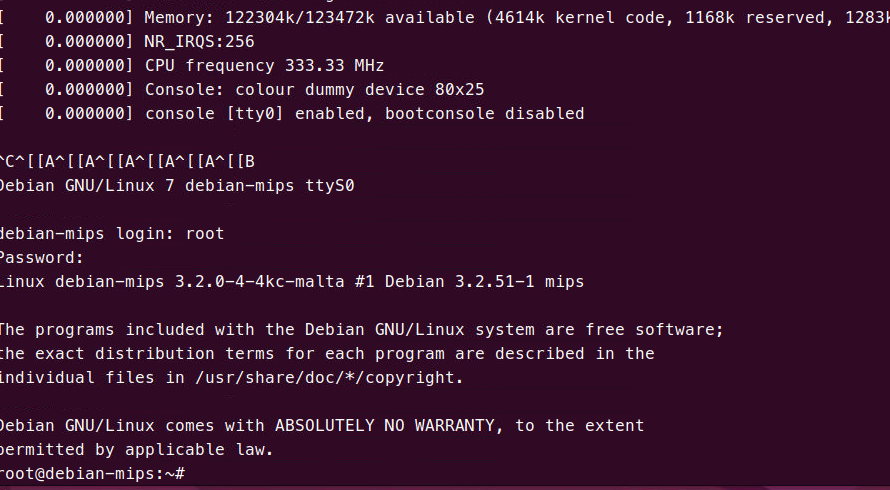 [    0.000000] Memory: 122304k/123472k available (4614k kernel code, 1168k reserved, 1283k
[    0.000000] NR_IRQS:256
[    0.000000] CPU frequency 333.33 MHz
[    0.000000] Console: colour dummy device 80x25
[    0.000000] console [tty0] enabled, bootconsole disabled
^C^[[A^[[A^[[A^[[A^[[A^[[B
Debian GNU/Linux 7 debian-mips ttyS0
debian-mips login: root
Password:
Linux debian-mips 3.2.0-4-4kc-malta #1 Debian 3.2.51-1 mips
The programs included with the Debian GNU/Linux system are free software;
the exact distribution terms for each program are described in the
individual files in /usr/share/doc/*/copyright.
Debian GNU/Linux comes with ABSOLUTELY NO WARRANTY, to the extent
permitted by applicable law.
root@debian-mips:~#